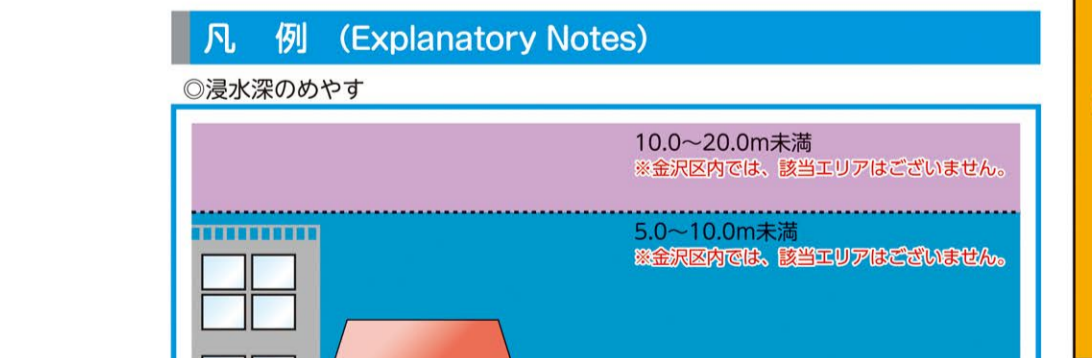 凡 例 (Explanatory Notes)
◎浸水深のめやす
10.0～20.0m未満
※金沢区内では、該当エリアはございません。
5.0～10.0m未満
※金沢区内では、該当エリアはございません。